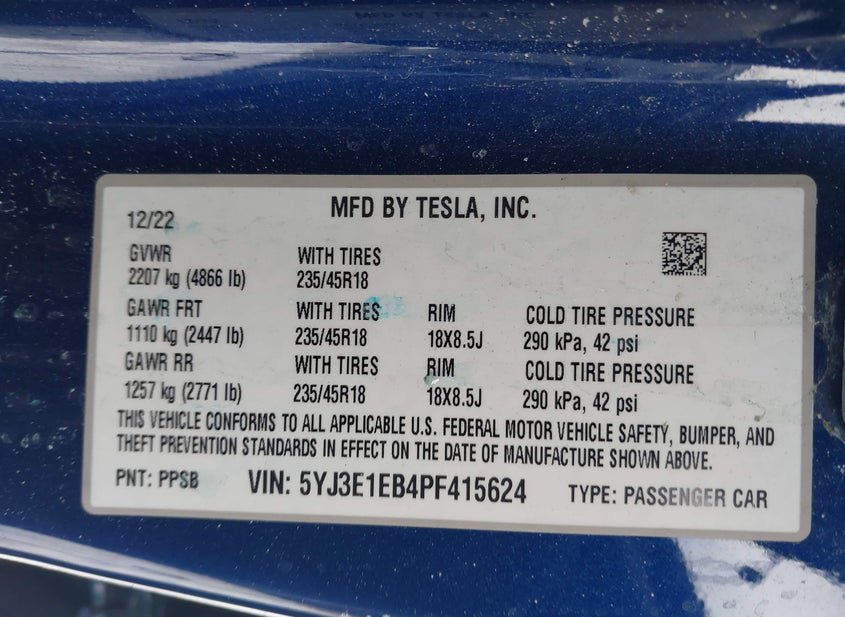 MFD BY TESLA, INC.
12/22
GVWR WITH TIRES
2207 kg (4866 lb) 235/45R18
GAWR FRT WITH TIRES RIM COLD TIRE PRESSURE
1110 kg (2447 lb) 235/45R18 18X8.5J 290 kPa, 42 psi
GAWR RR WITH TIRES RIM COLD TIRE PRESSURE
1257 kg (2771 lb) 235/45R18 18X8.5J 290 kPa, 42 psi
THIS VEHICLE CONFORMS TO ALL APPLICABLE U.S. FEDERAL MOTOR VEHICLE SAFETY, BUMPER, AND
THEFT PREVENTION STANDARDS IN EFFECT ON THE DATE OF MANUFACTURE SHOWN ABOVE.
PNT: PPSB VIN: 5YJ3E1EB4PF415624 TYPE: PASSENGER CAR